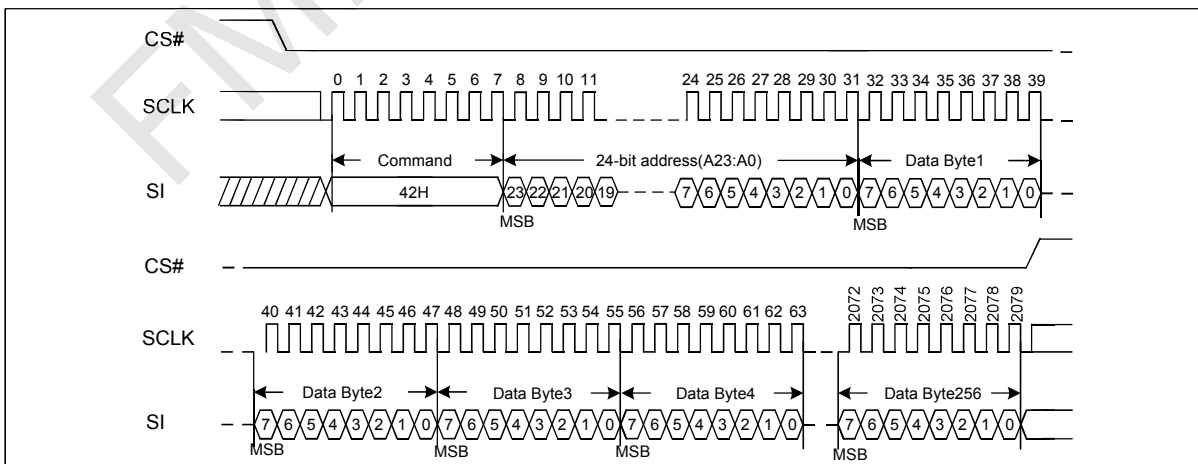 FM
CS#
0 1 2 3 4 5 6 7 8 9 10 11 24 25 26 27 28 29 30 31 32 33 34 35 36 37 38 39
SCLK
Command 24-bit address(A23:A0) Data Byte1
SI 42H 23 22 21 20 19 7 6 5 4 3 2 1 0 7 6 5 4 3 2 1 0
MSB MSB
CS#
40 41 42 43 44 45 46 47 48 49 50 51 52 53 54 55 56 57 58 59 60 61 62 63 2072 2073 2074 2075 2076 2077 2078 2079
SCLK
Data Byte2 Data Byte3 Data Byte4 Data Byte256
SI 7 6 5 4 3 2 1 0 7 6 5 4 3 2 1 0 7 6 5 4 3 2 1 0 7 6 5 4 3 2 1 0
MSB MSB MSB MSB